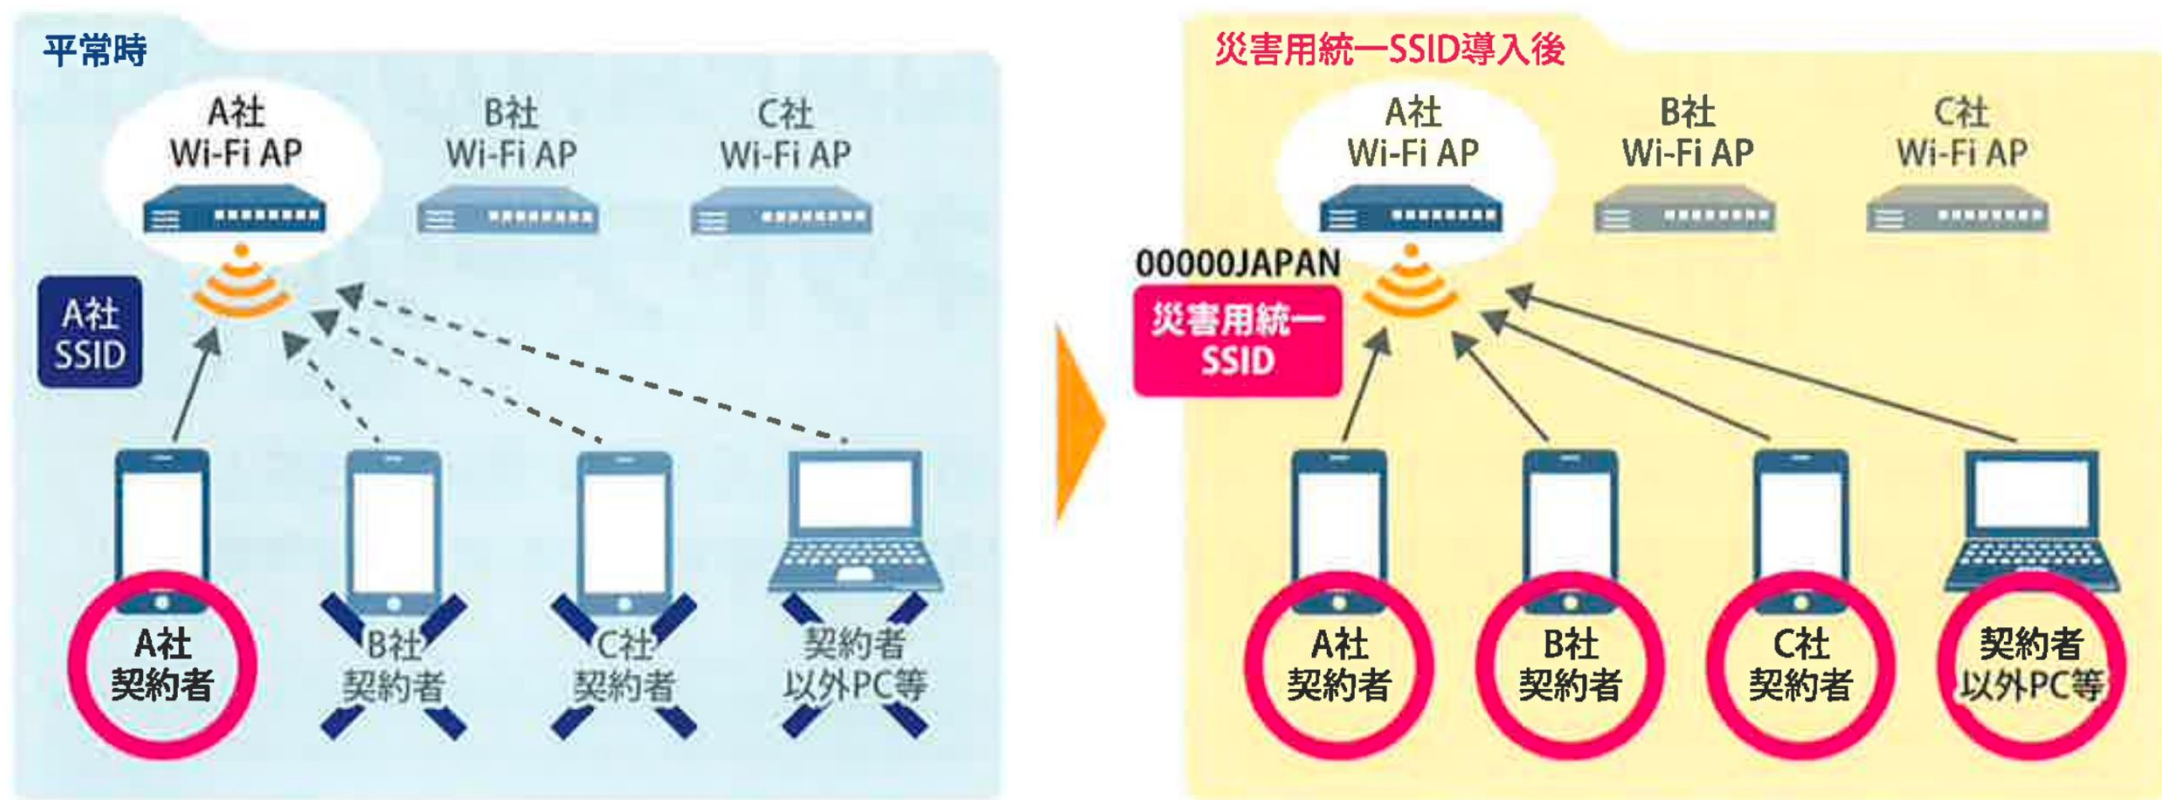 平常時
A社
Wi-Fi AP
B社
Wi-Fi AP
C社
Wi-Fi AP
A社
SSID
A社
契約者
B社
契約者
C社
契約者
契約者
以外PC等
災害用統一SSID導入後
A社
Wi-Fi AP
B社
Wi-Fi AP
C社
Wi-Fi AP
00000JAPAN
災害用統一
SSID
A社
契約者
B社
契約者
C社
契約者
契約者
以外PC等